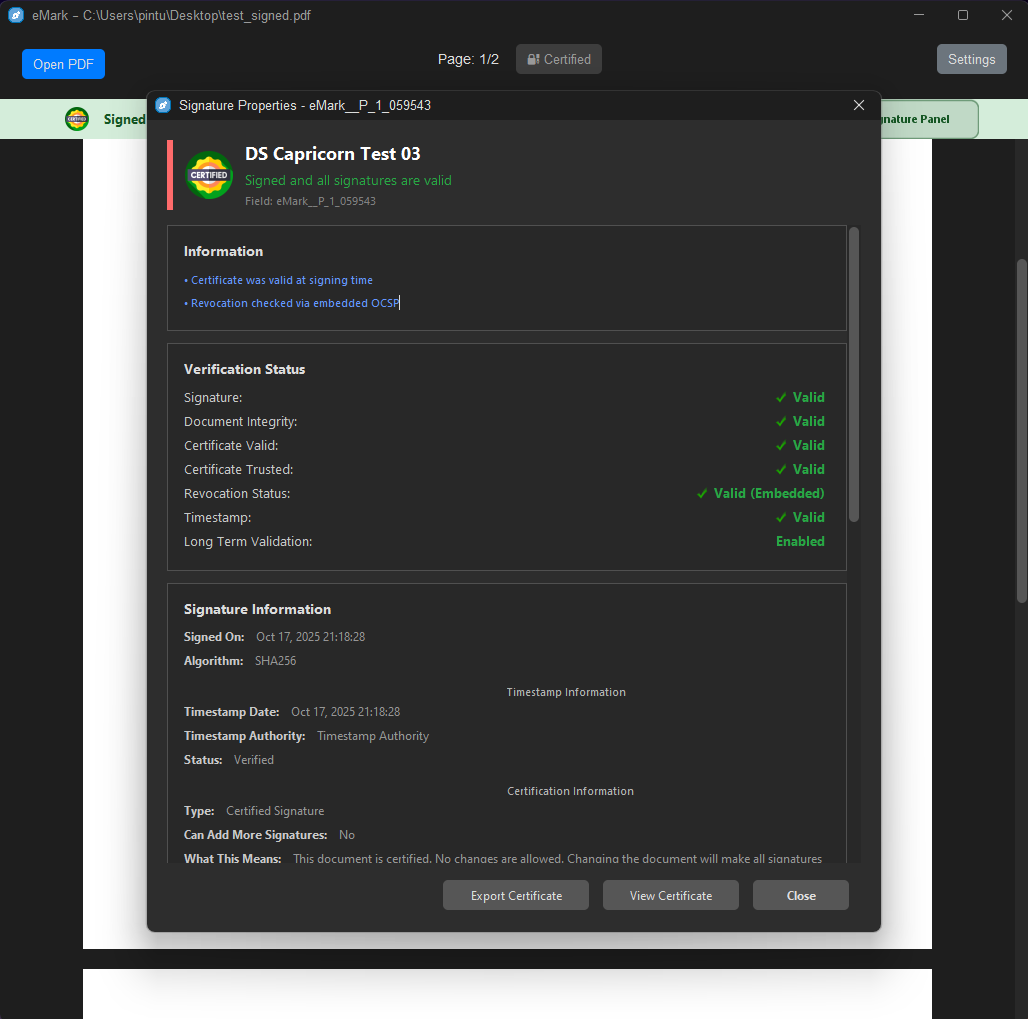 eMark – C:\Users\pintu\Desktop\test_signed.pdf
Open PDF
Page: 1/2
Certified
Settings
Signed
nature Panel
Signature Properties - eMark__P_1_059543
CERTIFIED
DS Capricorn Test 03
Signed and all signatures are valid
Field: eMark__P_1_059543
Information
• Certificate was valid at signing time
• Revocation checked via embedded OCSP
Verification Status
Signature: ✓ Valid
Document Integrity: ✓ Valid
Certificate Valid: ✓ Valid
Certificate Trusted: ✓ Valid
Revocation Status: ✓ Valid (Embedded)
Timestamp: ✓ Valid
Long Term Validation: Enabled
Signature Information
Signed On: Oct 17, 2025 21:18:28
Algorithm: SHA256
Timestamp Information
Timestamp Date: Oct 17, 2025 21:18:28
Timestamp Authority: Timestamp Authority
Status: Verified
Certification Information
Type: Certified Signature
Can Add More Signatures: No
What This Means: This document is certified. No changes are allowed. Changing the document will make all signatures
Export Certificate
View Certificate
Close